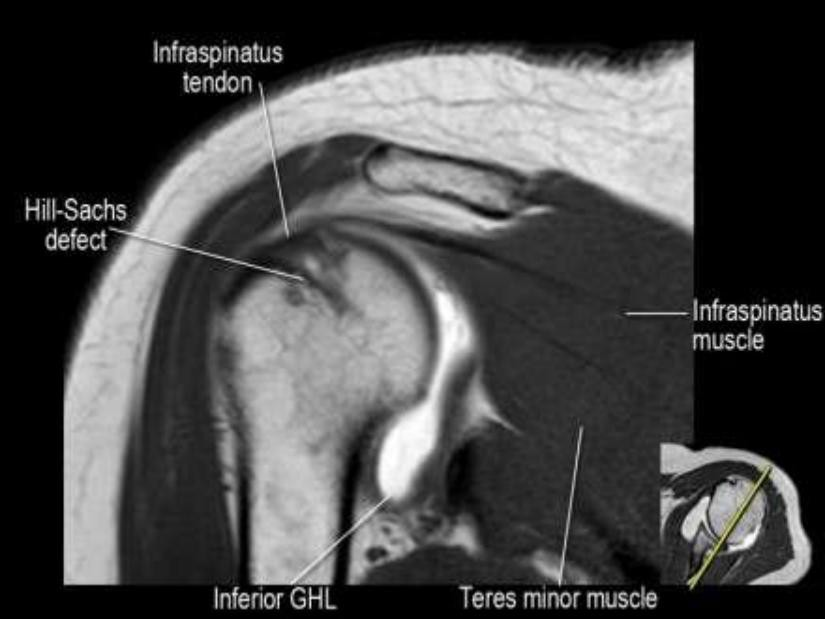 Infraspinatus
tendon
Hill-Sachs
defect
Infraspinatus
muscle
Inferior GHL
Teres minor muscle